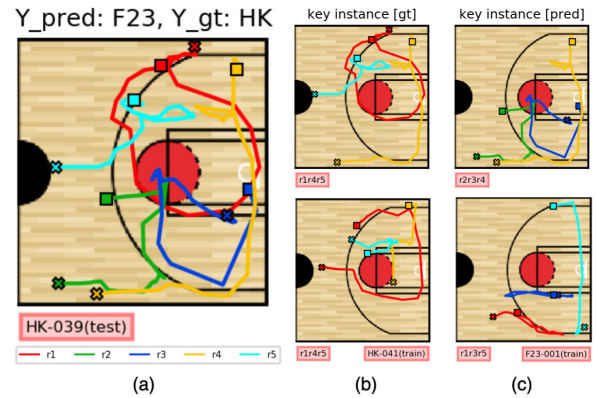 Y_pred: F23, Y_gt: HK
key instance [gt]
key instance [pred]
r1r4r5
r2r3r4
HK-039(test)
r1 r2 r3 r4 r5
r1r4r5
HK-041(train)
r1r3r5
F23-001(train)
(a)
(b)
(c)